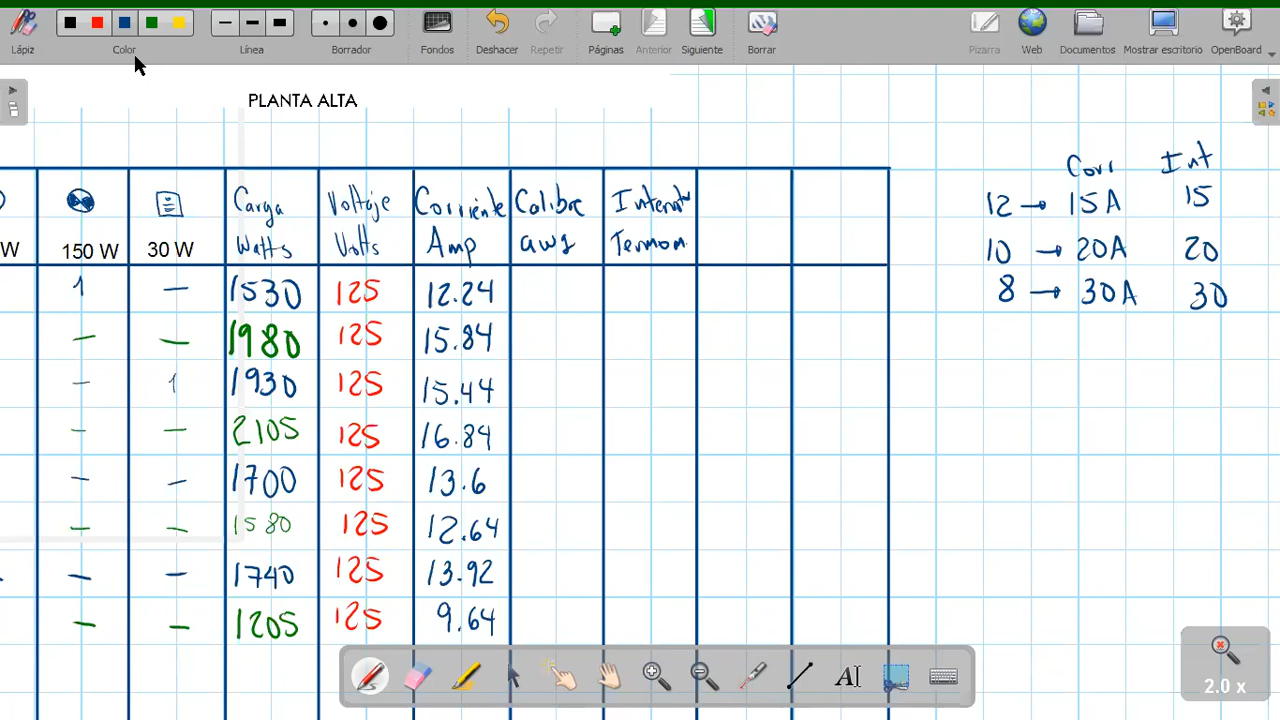 Lápiz Color Línea Borrador Fondos Deshacer Repetir Páginas Anterior Siguiente Borrar Pizarra Web Documentos Mostrar escritorio OpenBoard
PLANTA ALTA
Corr Int
12 → 15A 15
10 → 20A 20
8 → 30A 30
Carga Voltaje Corriente Calibre
Watts Volts Amp awg Termom
W 150 W 30 W
1 – 1530 125 12.24
– – 1980 125 15.84
– 1 1930 125 15.44
– – 2105 125 16.84
– – 1700 125 13.6
– – 1580 125 12.64
– – 1740 125 13.92
– – 1205 125 9.64
AI
2.0 x